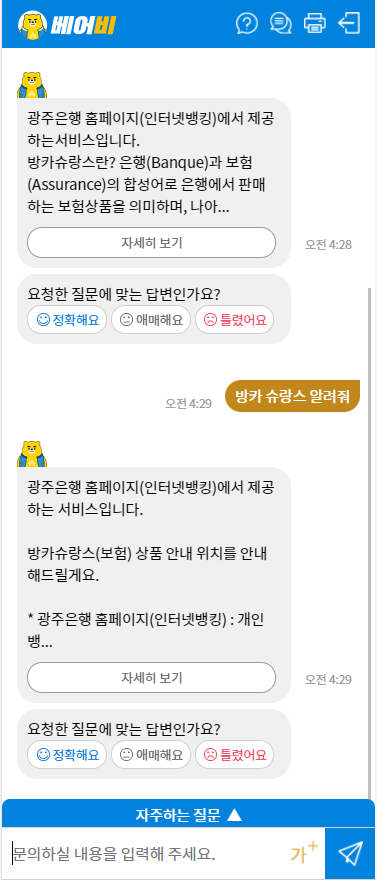 베어비
광주은행 홈페이지(인터넷뱅킹)에서 제공
하는서비스입니다.
방카슈랑스란? 은행(Banque)과 보험
(Assurance)의 합성어로 은행에서 판매
하는 보험상품을 의미하며, 나아...
자세히 보기
오전 4:28
요청한 질문에 맞는 답변인가요?
정확해요 애매해요 틀렸어요
방카 슈랑스 알려줘
오전 4:29
광주은행 홈페이지(인터넷뱅킹)에서 제공
하는 서비스입니다.
방카슈랑스(보험) 상품 안내 위치를 안내
해드릴게요.
* 광주은행 홈페이지(인터넷뱅킹) : 개인
뱅...
자세히 보기
오전 4:29
요청한 질문에 맞는 답변인가요?
정확해요 애매해요 틀렸어요
자주하는 질문 ▲
문의하실 내용을 입력해 주세요. 가+